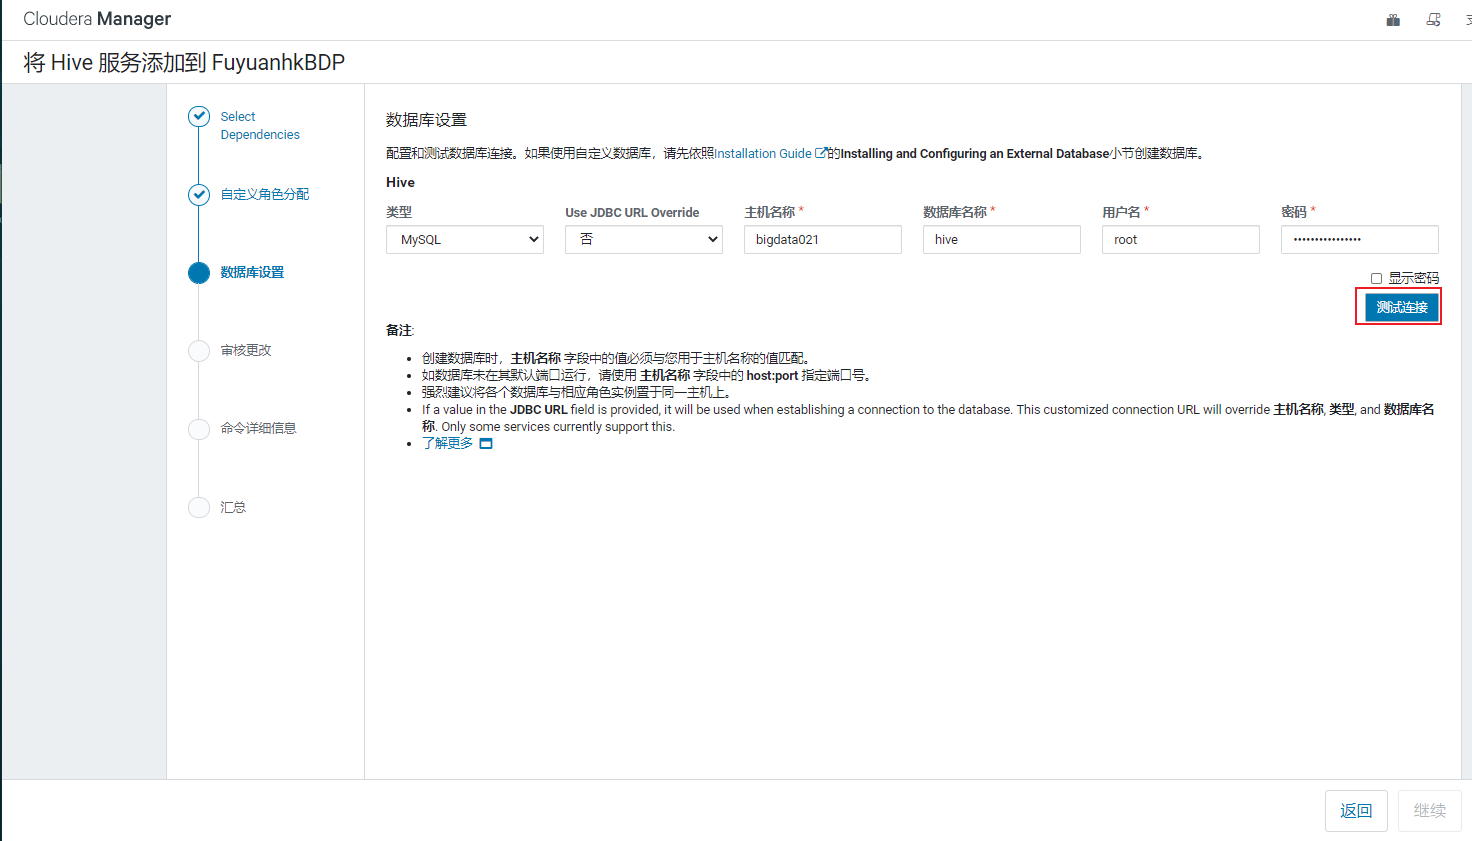 Cloudera Manager
将 Hive 服务添加到 FuyuanhkBDP
Select
Dependencies
自定义角色分配
数据库设置
审核更改
命令详细信息
汇总
数据库设置
配置和测试数据库连接。如果使用自定义数据库，请先依照Installation Guide 的Installing and Configuring an External Database小节创建数据库。
Hive
类型 Use JDBC URL Override 主机名称 * 数据库名称 * 用户名 * 密码 *
MySQL 否 bigdata021 hive root ••••••••••••••••
显示密码
测试连接
备注:
• 创建数据库时，主机名称 字段中的值必须与您用于主机名称的值匹配。
• 如数据库未在其默认端口运行，请使用 主机名称 字段中的 host:port 指定端口号。
• 强烈建议将各个数据库与相应角色实例置于同一主机上。
• If a value in the JDBC URL field is provided, it will be used when establishing a connection to the database. This customized connection URL will override 主机名称, 类型, and 数据库名
称. Only some services currently support this.
• 了解更多
返回 继续